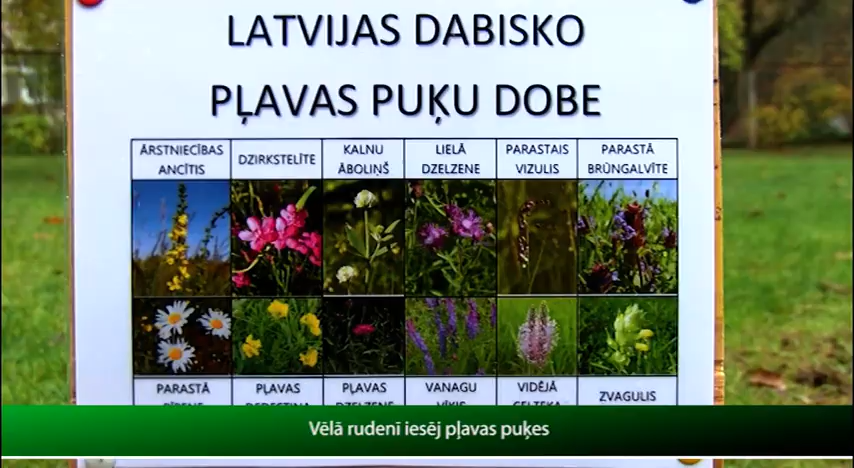 LATVIJAS DABISKO
PĻAVAS PUĶU DOBE
ĀRSTNIECĪBAS ANCĪTIS
DZIRKSTELĪTE
KALNU ĀBOLIŅŠ
LIELĀ DZELZENE
PARASTAIS VIZULIS
PARASTĀ BRŪNGALVĪTE
PARASTĀ
PĻAVAS
PĻAVAS
VANAGU
VIDĒJĀ
ZVAGULIS
Vēlā rudenī iesēj pļavas puķes